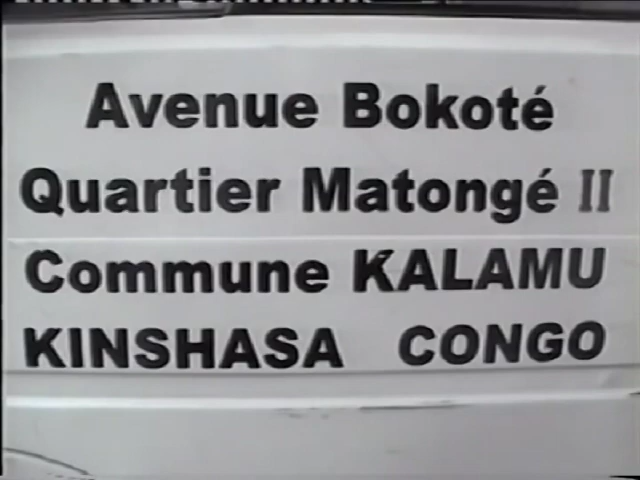 Avenue Bokoté
Quartier Matongé II
Commune KALAMU
KINSHASA CONGO